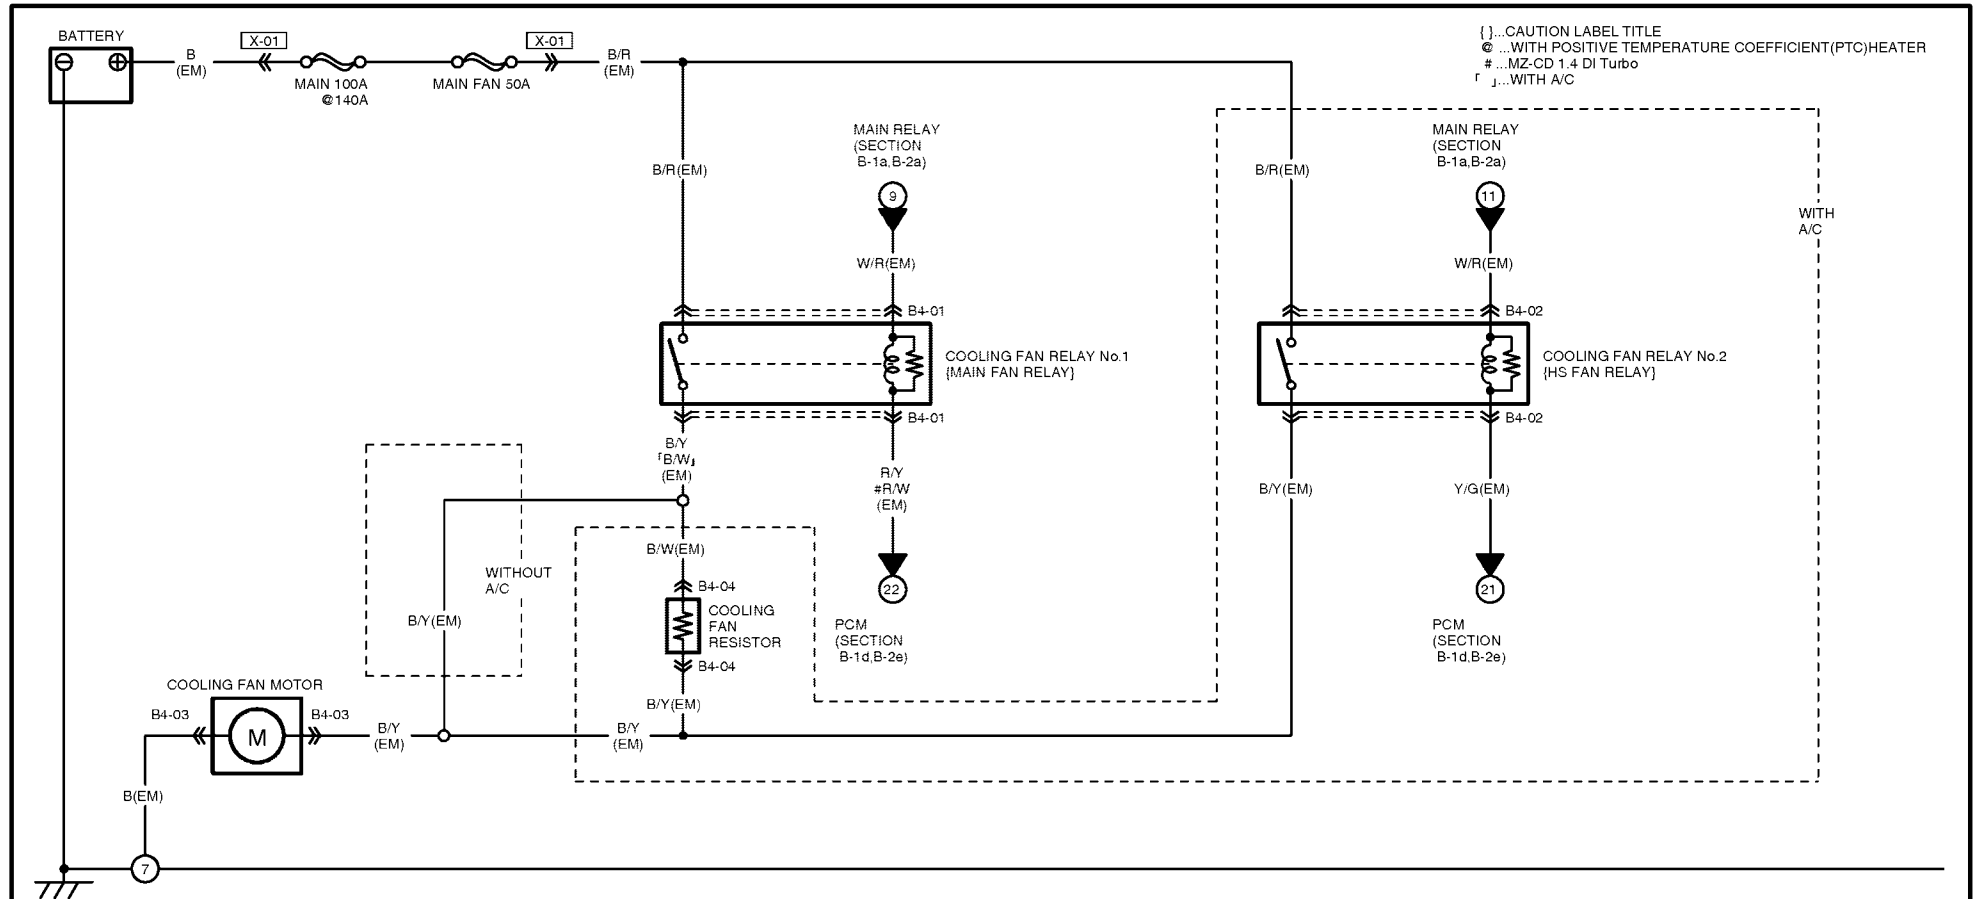 { }...CAUTION LABEL TITLE
@ ...WITH POSITIVE TEMPERATURE COEFFICIENT(PTC)HEATER
# ...MZ-CD 1.4 DI Turbo
「 」...WITH A/C
BATTERY
B
(EM)
X-01
MAIN 100A
@140A
MAIN FAN 50A
X-01
B/R
(EM)
B/R(EM)
MAIN RELAY
(SECTION
B-1a,B-2a)
9
W/R(EM)
B/R(EM)
MAIN RELAY
(SECTION
B-1a,B-2a)
11
W/R(EM)
WITH
A/C
B4-01
COOLING FAN RELAY No.1
{MAIN FAN RELAY}
B4-01
B4-02
COOLING FAN RELAY No.2
{HS FAN RELAY}
B4-02
B/Y
「B/W」
(EM)
R/Y
#R/W
(EM)
B/Y(EM)
Y/G(EM)
WITHOUT
A/C
B/Y(EM)
B/W(EM)
B4-04
COOLING
FAN
RESISTOR
B4-04
B/Y(EM)
22
PCM
(SECTION
B-1d,B-2e)
21
PCM
(SECTION
B-1d,B-2e)
COOLING FAN MOTOR
B4-03
M
B4-03
B/Y
(EM)
B/Y
(EM)
B(EM)
7